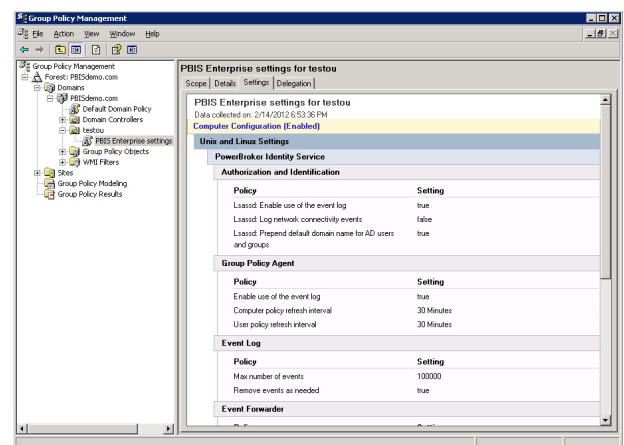 Group Policy Management
File Action View Window Help
Group Policy Management
Forest: PBISdemo.com
Domains
PBISdemo.com
Default Domain Policy
Domain Controllers
testou
PBIS Enterprise settings
Group Policy Objects
WMI Filters
Sites
Group Policy Modeling
Group Policy Results
PBIS Enterprise settings for testou
Scope Details Settings Delegation
PBIS Enterprise settings for testou
Data collected on: 2/14/2012 6:53:36 PM
Computer Configuration (Enabled)
Unix and Linux Settings
PowerBroker Identity Service
Authorization and Identification
Policy Setting
Lsassd: Enable use of the event log true
Lsassd: Log network connectivity events false
Lsassd: Prepend default domain name for AD users true
and groups
Group Policy Agent
Policy Setting
Enable use of the event log true
Computer policy refresh interval 30 Minutes
User policy refresh interval 30 Minutes
Event Log
Policy Setting
Max number of events 100000
Remove events as needed true
Event Forwarder